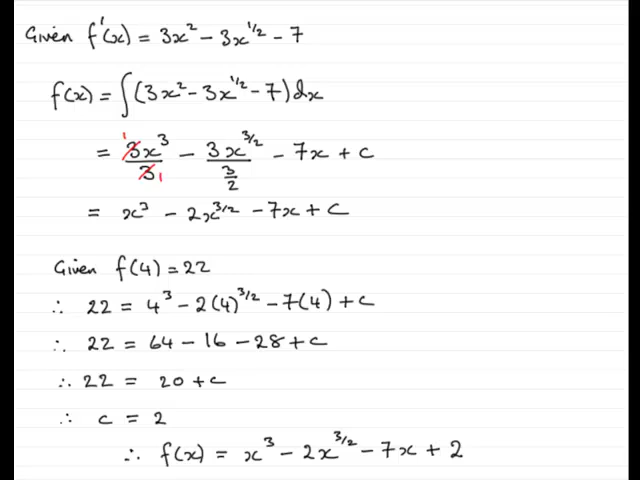 Given f'(x) = 3x² - 3x^1/2 - 7
f(x) = ∫(3x² - 3x^1/2 - 7)dx
= 3x³/3 - 3x^3/2/(3/2) - 7x + c
= x³ - 2x^3/2 - 7x + c
Given f(4) = 22
∴ 22 = 4³ - 2(4)^3/2 - 7(4) + c
∴ 22 = 64 - 16 - 28 + c
∴ 22 = 20 + c
∴ c = 2
∴ f(x) = x³ - 2x^3/2 - 7x + 2